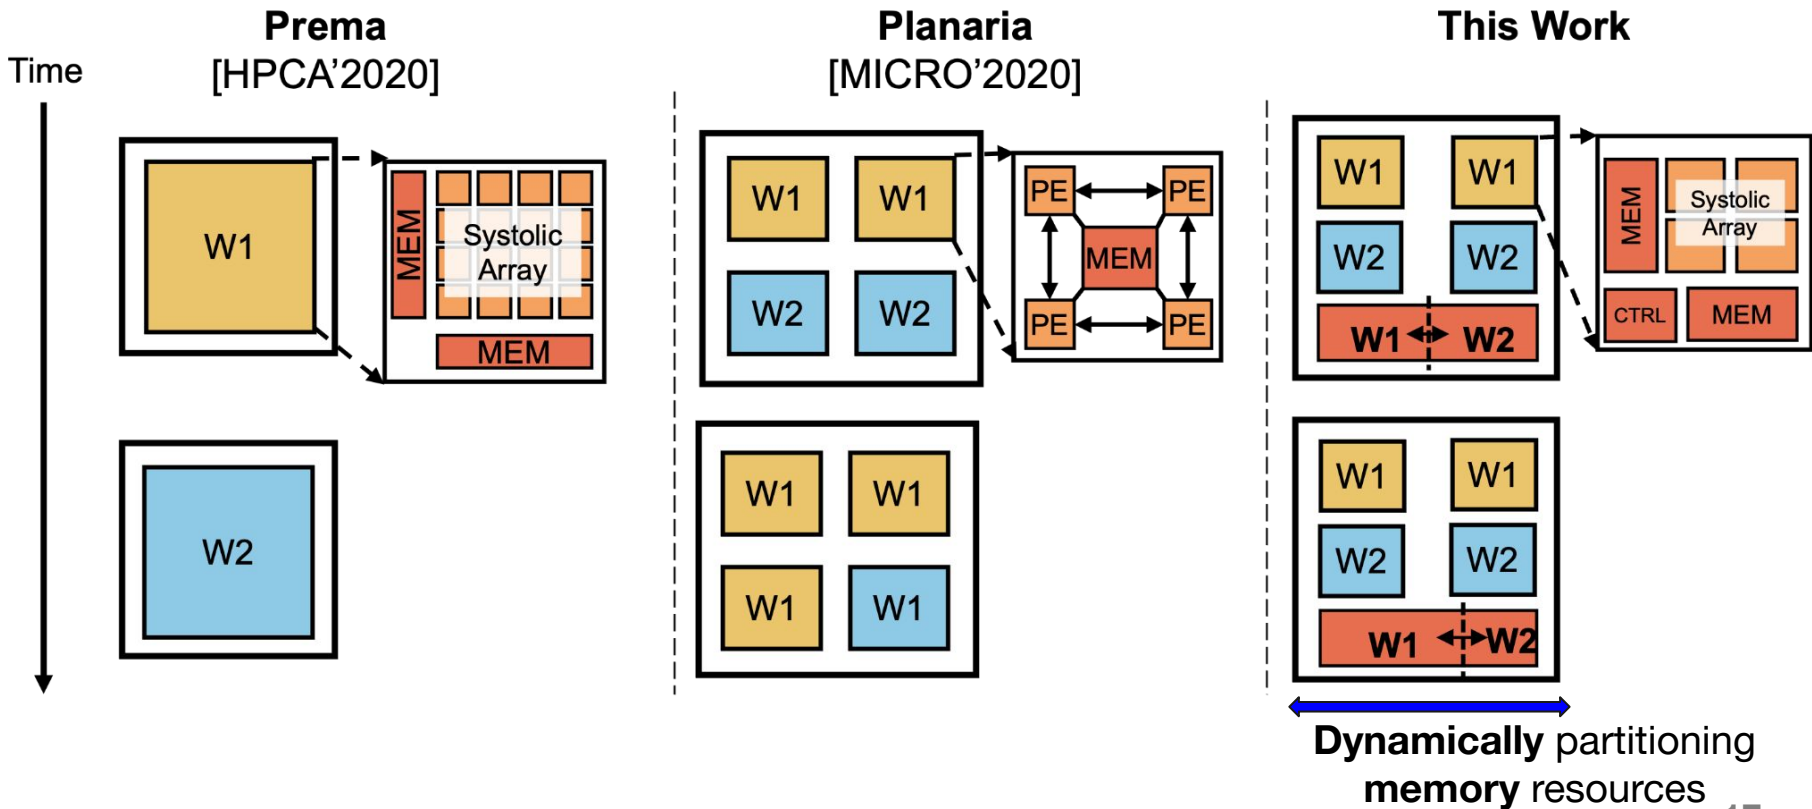 Time
Prema
[HPCA'2020]
W1
MEM
Systolic
Array
MEM
W2
Planaria
[MICRO'2020]
W1 W1
W2 W2
PE PE
MEM
PE PE
W1 W1
W1 W1
This Work
W1 W1
W2 W2
W1 W2
MEM
Systolic
Array
CTRL MEM
W1 W1
W2 W2
W1 W2
Dynamically partitioning
memory resources